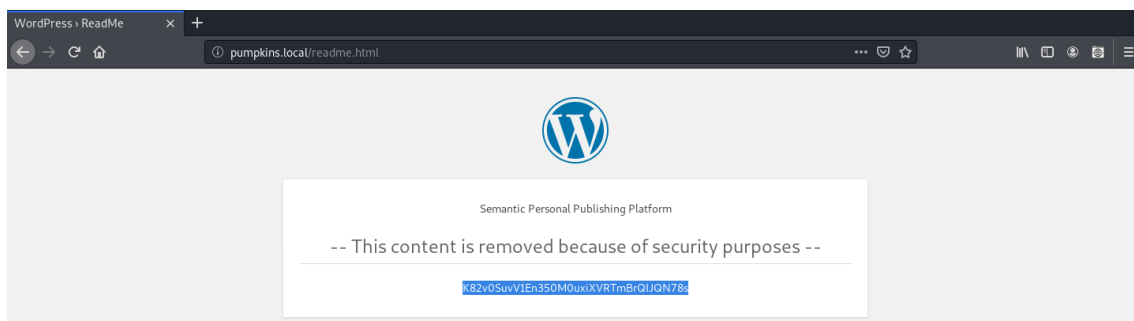 WordPress › ReadMe
pumpkins.local/readme.html
Semantic Personal Publishing Platform
-- This content is removed because of security purposes --
K82v0SuvV1En350M0uxiXVRTmBrQIJQN78s